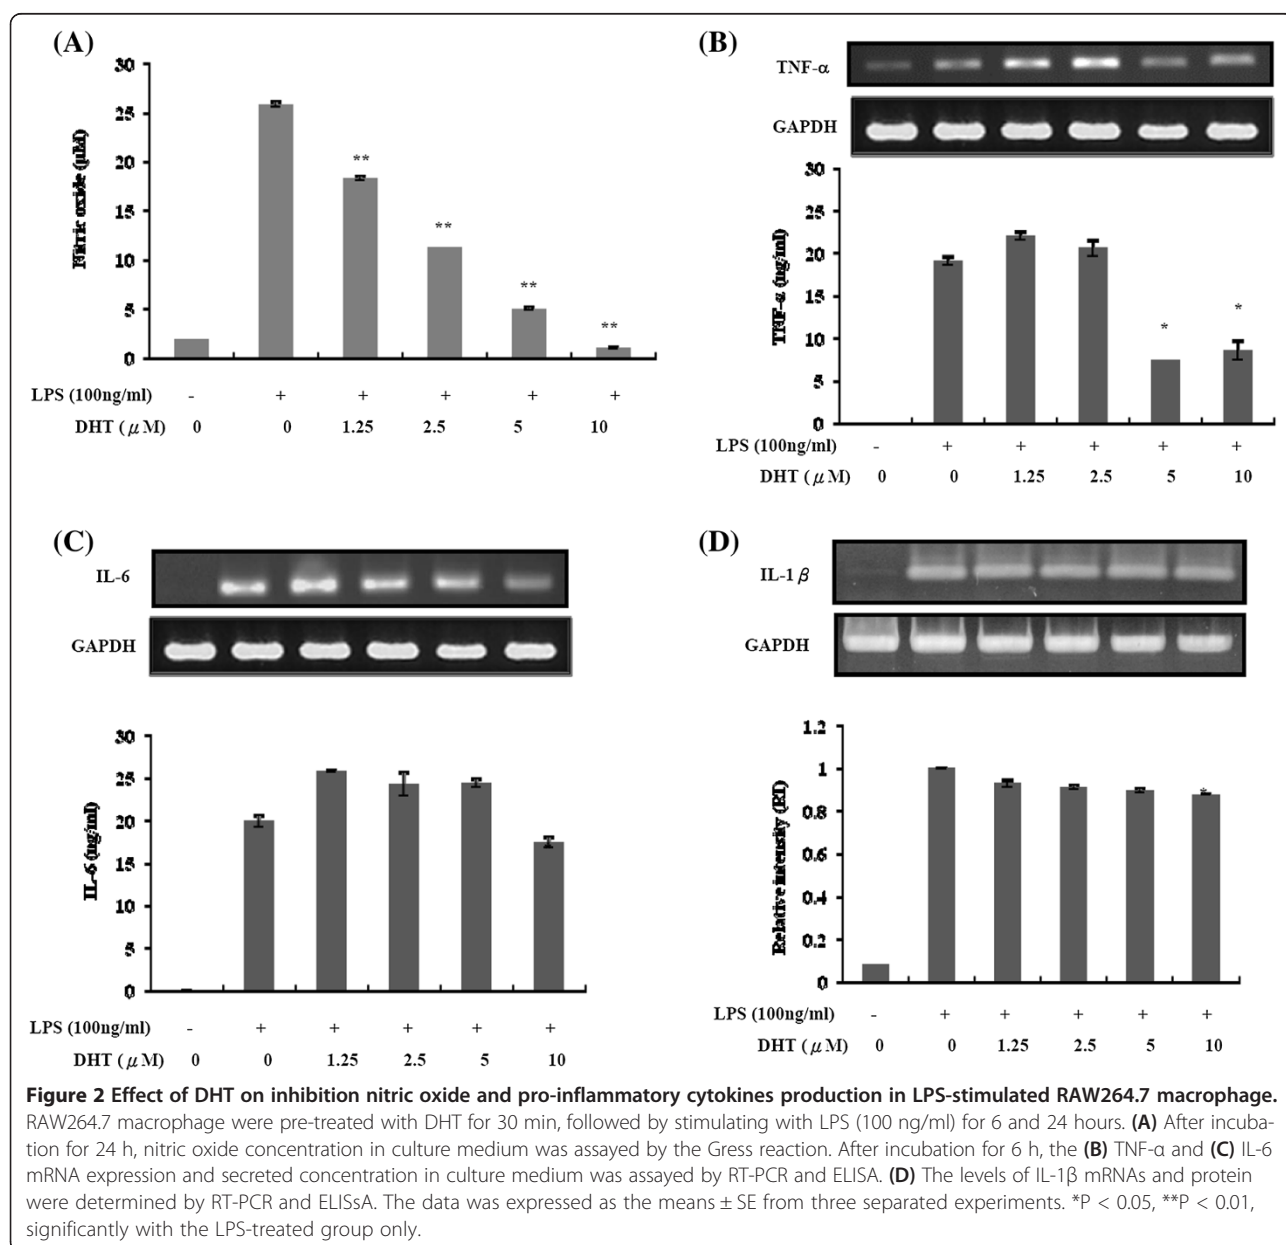 (A)
30
25
20
15
10
5
0
Nitric oxide (μM)
**
**
**
**
LPS (100ng/ml) - + + + + +
DHT (μM) 0 0 1.25 2.5 5 10
(B)
TNF-α
GAPDH
30
25
20
15
10
5
0
TNF-α (ng/ml)
*
*
LPS (100ng/ml) - + + + + +
DHT (μM) 0 0 1.25 2.5 5 10
(C)
IL-6
GAPDH
30
25
20
15
10
5
0
IL-6 (ng/ml)
LPS (100ng/ml) - + + + + +
DHT (μM) 0 0 1.25 2.5 5 10
(D)
IL-1β
GAPDH
1.2
1
0.8
0.6
0.4
0.2
0
Relative intensity (RI)
*
LPS (100ng/ml) - + + + + +
DHT (μM) 0 0 1.25 2.5 5 10
Figure 2 Effect of DHT on inhibition nitric oxide and pro-inflammatory cytokines production in LPS-stimulated RAW264.7 macrophage.
RAW264.7 macrophage were pre-treated with DHT for 30 min, followed by stimulating with LPS (100 ng/ml) for 6 and 24 hours. (A) After incuba-
tion for 24 h, nitric oxide concentration in culture medium was assayed by the Gress reaction. After incubation for 6 h, the (B) TNF-α and (C) IL-6
mRNA expression and secreted concentration in culture medium was assayed by RT-PCR and ELISA. (D) The levels of IL-1β mRNAs and protein
were determined by RT-PCR and ELISsA. The data was expressed as the means ± SE from three separated experiments. *P < 0.05, **P < 0.01,
significantly with the LPS-treated group only.